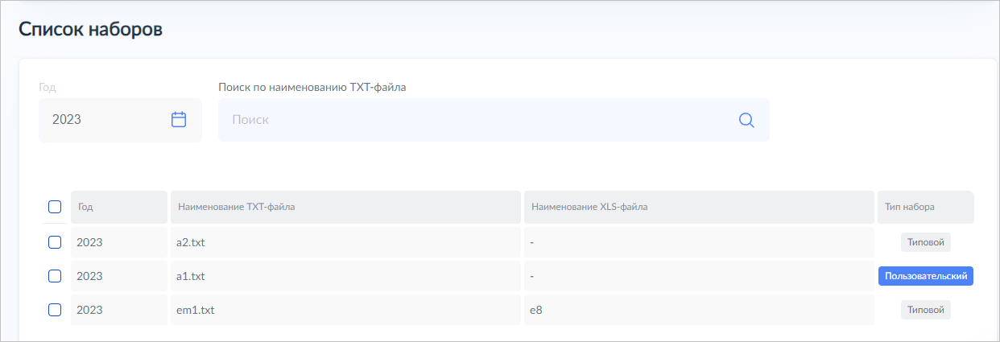 Список наборов
Год
Поиск по наименованию TXT-файла
2023
Поиск
Год Наименование TXT-файла Наименование XLS-файла Тип набора
2023 a2.txt - Типовой
2023 a1.txt - Пользовательский
2023 em1.txt e8 Типовой